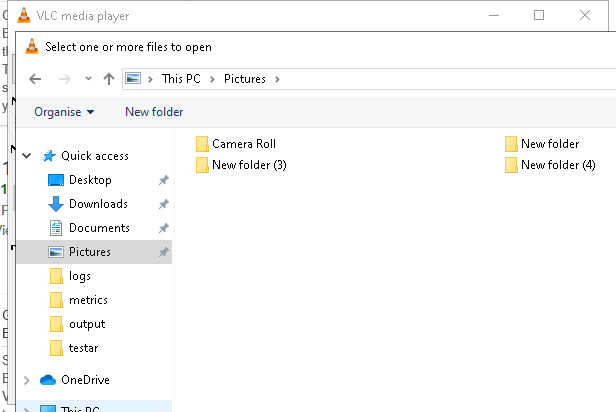 VLC media player
Select one or more files to open
This PC > Pictures >
Organise New folder
Camera Roll New folder
New folder (3) New folder (4)
Quick access
Desktop
Downloads
Documents
Pictures
logs
metrics
output
testar
OneDrive
This PC